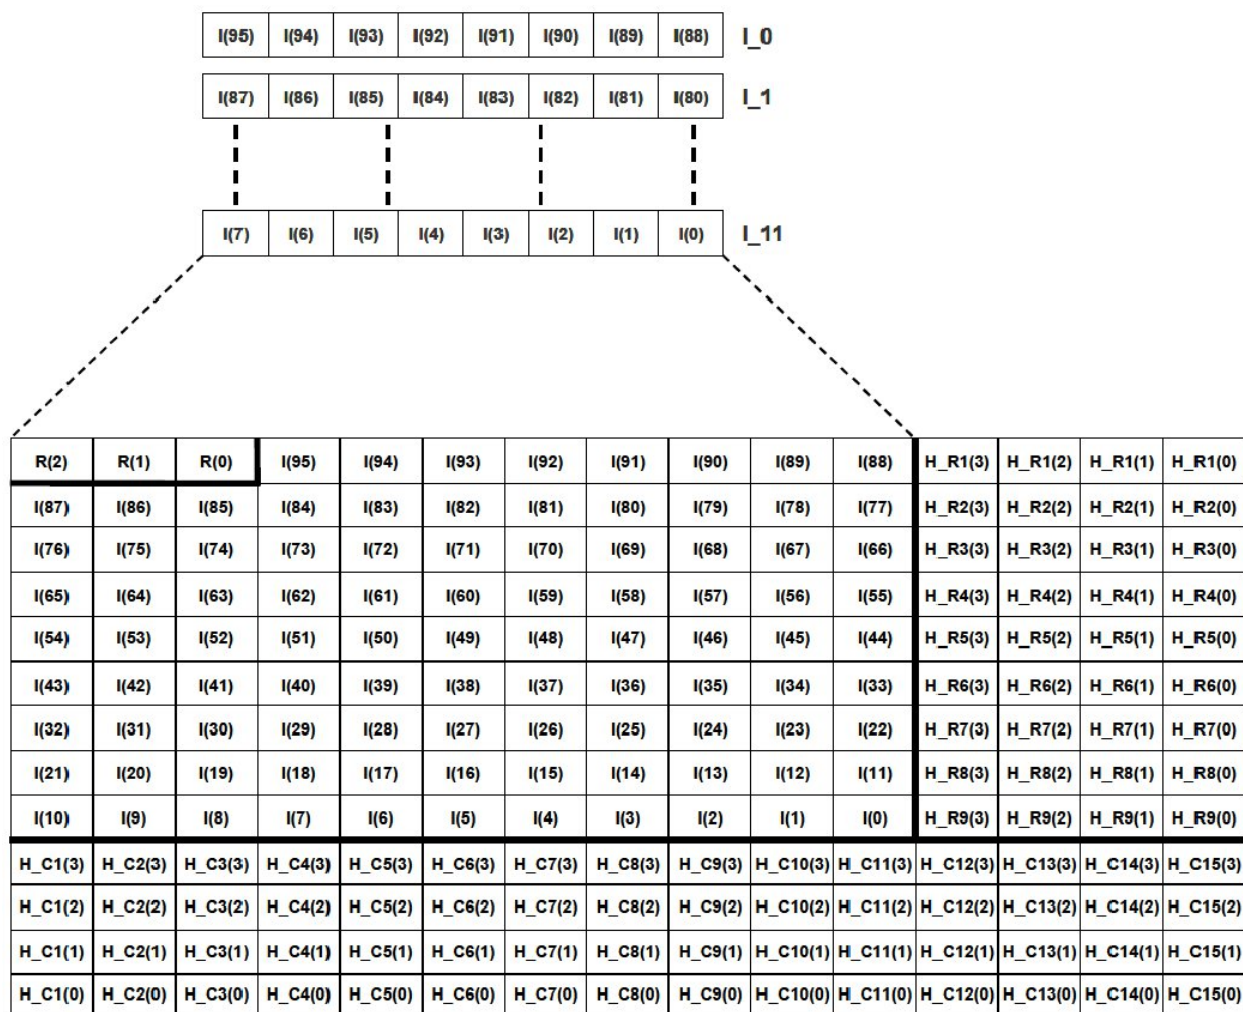 I(95) I(94) I(93) I(92) I(91) I(90) I(89) I(88) I_0
I(87) I(86) I(85) I(84) I(83) I(82) I(81) I(80) I_1
I(7) I(6) I(5) I(4) I(3) I(2) I(1) I(0) I_11
R(2) R(1) R(0) I(95) I(94) I(93) I(92) I(91) I(90) I(89) I(88) H_R1(3) H_R1(2) H_R1(1) H_R1(0)
I(87) I(86) I(85) I(84) I(83) I(82) I(81) I(80) I(79) I(78) I(77) H_R2(3) H_R2(2) H_R2(1) H_R2(0)
I(76) I(75) I(74) I(73) I(72) I(71) I(70) I(69) I(68) I(67) I(66) H_R3(3) H_R3(2) H_R3(1) H_R3(0)
I(65) I(64) I(63) I(62) I(61) I(60) I(59) I(58) I(57) I(56) I(55) H_R4(3) H_R4(2) H_R4(1) H_R4(0)
I(54) I(53) I(52) I(51) I(50) I(49) I(48) I(47) I(46) I(45) I(44) H_R5(3) H_R5(2) H_R5(1) H_R5(0)
I(43) I(42) I(41) I(40) I(39) I(38) I(37) I(36) I(35) I(34) I(33) H_R6(3) H_R6(2) H_R6(1) H_R6(0)
I(32) I(31) I(30) I(29) I(28) I(27) I(26) I(25) I(24) I(23) I(22) H_R7(3) H_R7(2) H_R7(1) H_R7(0)
I(21) I(20) I(19) I(18) I(17) I(16) I(15) I(14) I(13) I(12) I(11) H_R8(3) H_R8(2) H_R8(1) H_R8(0)
I(10) I(9) I(8) I(7) I(6) I(5) I(4) I(3) I(2) I(1) I(0) H_R9(3) H_R9(2) H_R9(1) H_R9(0)
H_C1(3) H_C2(3) H_C3(3) H_C4(3) H_C5(3) H_C6(3) H_C7(3) H_C8(3) H_C9(3) H_C10(3) H_C11(3) H_C12(3) H_C13(3) H_C14(3) H_C15(3)
H_C1(2) H_C2(2) H_C3(2) H_C4(2) H_C5(2) H_C6(2) H_C7(2) H_C8(2) H_C9(2) H_C10(2) H_C11(2) H_C12(2) H_C13(2) H_C14(2) H_C15(2)
H_C1(1) H_C2(1) H_C3(1) H_C4(1) H_C5(1) H_C6(1) H_C7(1) H_C8(1) H_C9(1) H_C10(1) H_C11(1) H_C12(1) H_C13(1) H_C14(1) H_C15(1)
H_C1(0) H_C2(0) H_C3(0) H_C4(0) H_C5(0) H_C6(0) H_C7(0) H_C8(0) H_C9(0) H_C10(0) H_C11(0) H_C12(0) H_C13(0) H_C14(0) H_C15(0)